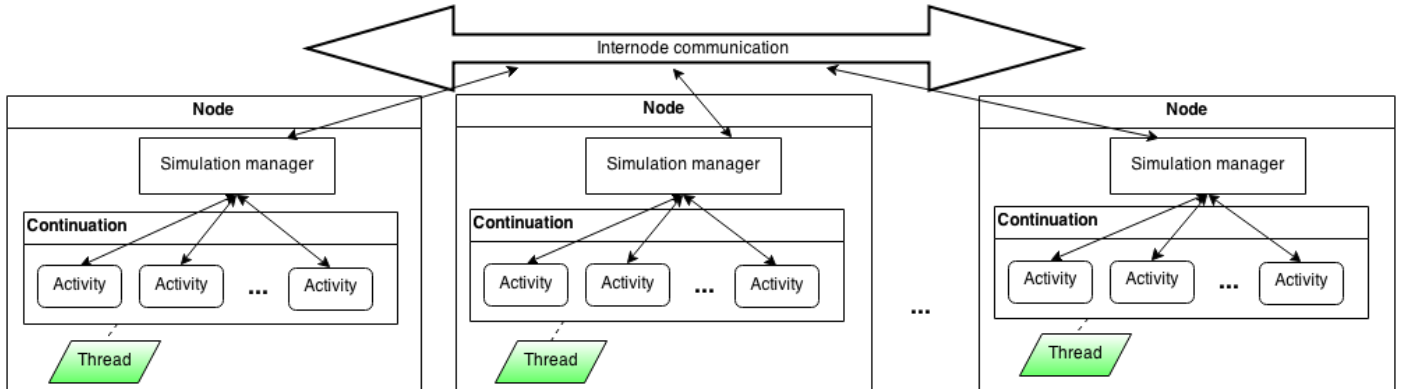 Internode communication
Node
Node
Node
Simulation manager
Simulation manager
Simulation manager
Continuation
Continuation
Continuation
Activity
Activity
...
Activity
Activity
Activity
...
Activity
Activity
Activity
...
Activity
...
Thread
Thread
Thread